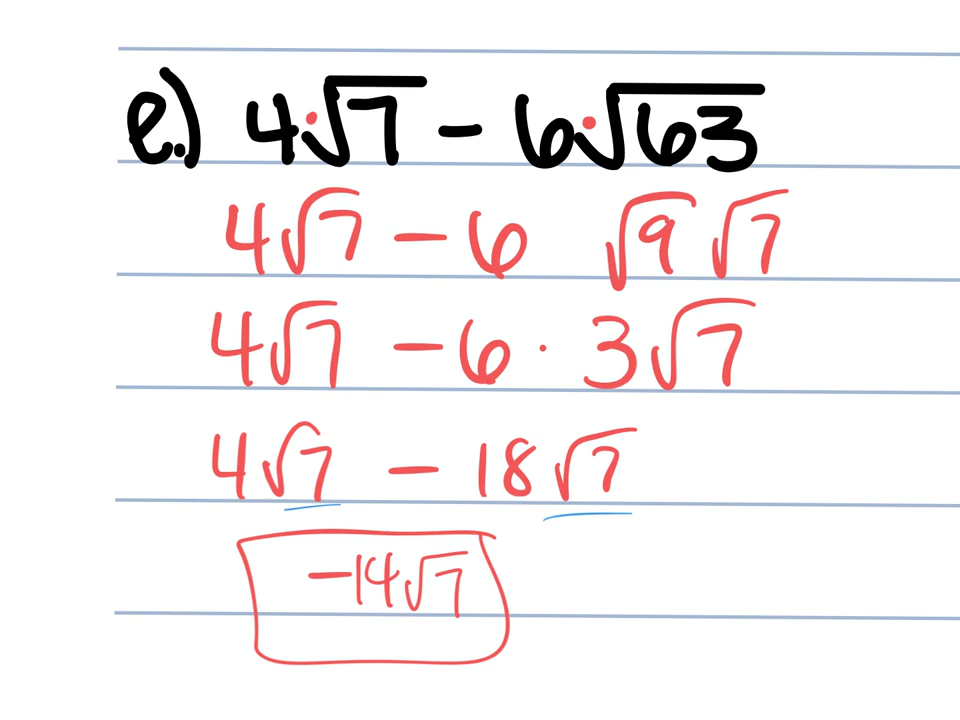 e.) 4·√7 - 6·√63
4√7 - 6 √9 √7
4√7 - 6 · 3√7
4√7 - 18√7
-14√7